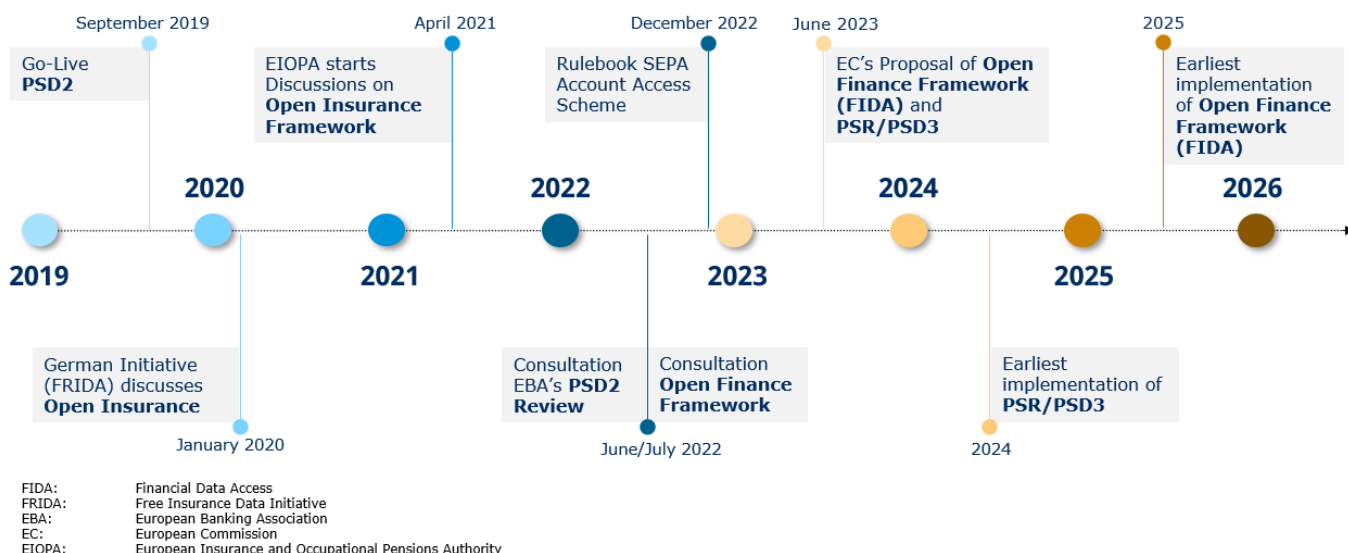 September 2019
April 2021
December 2022
June 2023
2025
Go-Live
PSD2
EIOPA starts
Discussions on
Open Insurance
Framework
Rulebook SEPA
Account Access
Scheme
EC's Proposal of Open
Finance Framework
(FIDA) and
PSR/PSD3
Earliest
implementation
of Open Finance
Framework
(FIDA)
2020
2022
2024
2026
2019
2021
2023
2025
German Initiative
(FRIDA) discusses
Open Insurance
Consultation
EBA's PSD2
Review
Consultation
Open Finance
Framework
Earliest
implementation of
PSR/PSD3
January 2020
June/July 2022
2024
FIDA: Financial Data Access
FRIDA: Free Insurance Data Initiative
EBA: European Banking Association
EC: European Commission
EIOPA: European Insurance and Occupational Pensions Authority